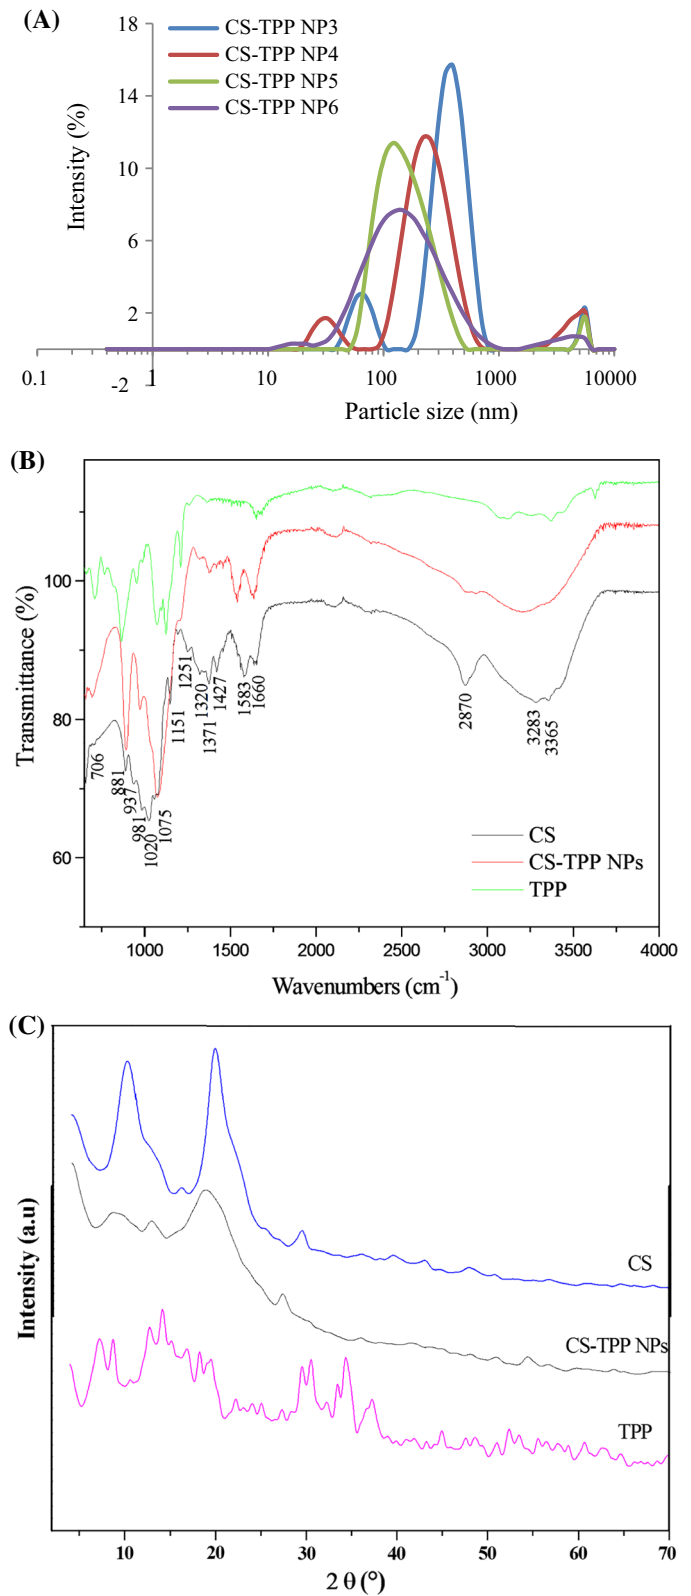 (A)
18
14
10
6
2
-2
Intensity (%)
CS-TPP NP3
CS-TPP NP4
CS-TPP NP5
CS-TPP NP6
0.1 1 10 100 1000 10000
Particle size (nm)
(B)
100
80
60
Transmittance (%)
706
881
937
981
1020
1075
1151
1251
1320
1371
1427
1583
1660
2870
3283
3365
CS
CS-TPP NPs
TPP
1000 1500 2000 2500 3000 3500 4000
Wavenumbers (cm⁻¹)
(C)
Intensity (a.u)
CS
CS-TPP NPs
TPP
10 20 30 40 50 60 70
2 θ (°)